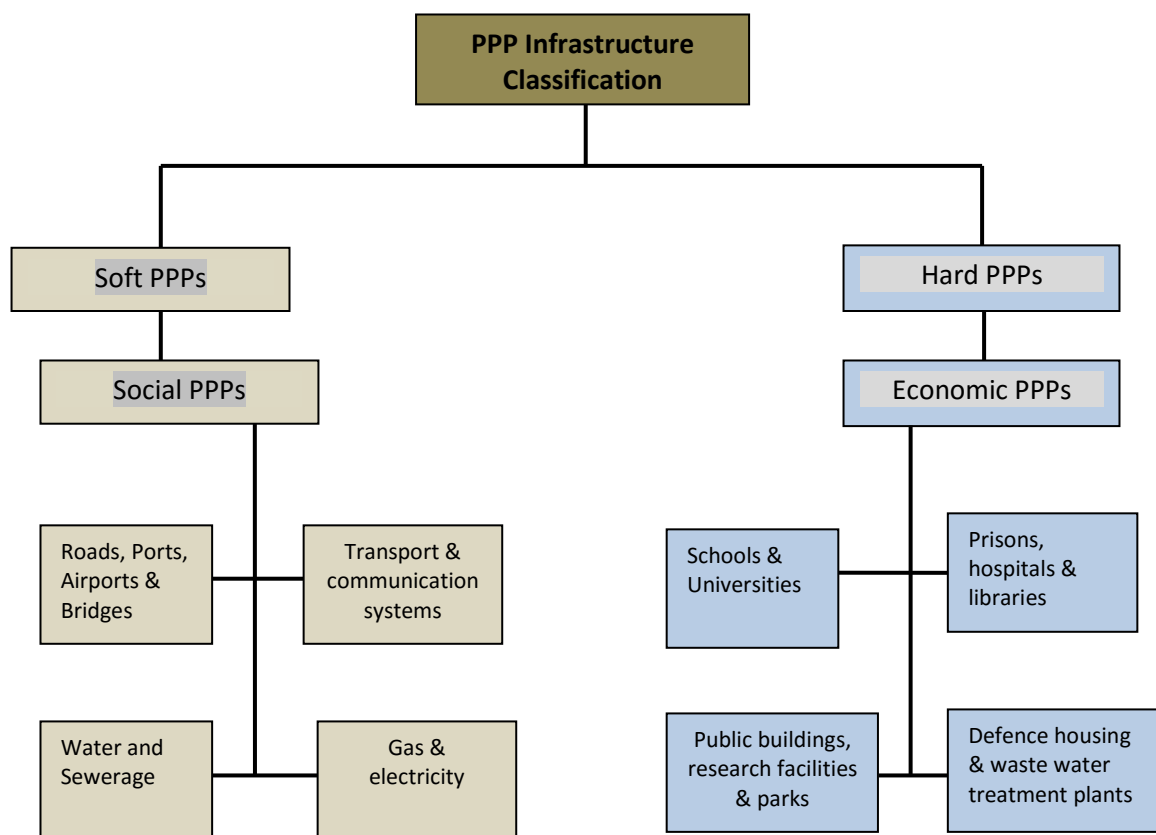 PPP Infrastructure
Classification
Soft PPPs
Hard PPPs
Social PPPs
Economic PPPs
Roads, Ports,
Airports &
Bridges
Transport &
communication
systems
Schools &
Universities
Prisons,
hospitals &
libraries
Water and
Sewerage
Gas &
electricity
Public buildings,
research facilities
& parks
Defence housing
& waste water
treatment plants